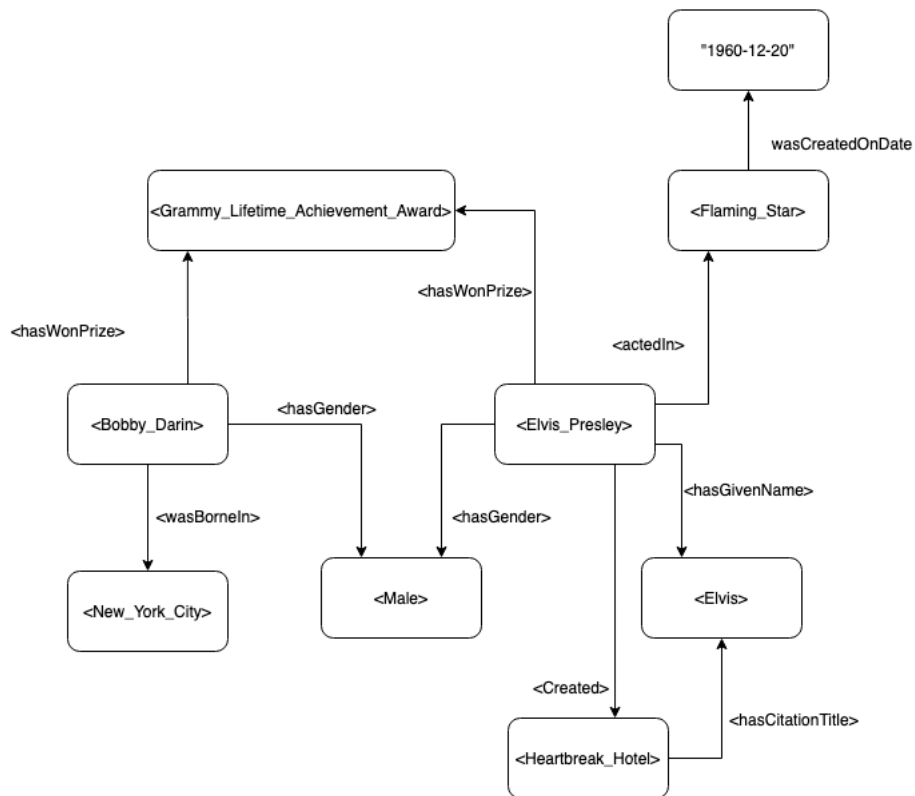 "1960-12-20"
wasCreatedOnDate
<Grammy_Lifetime_Achievement_Award>
<Flaming_Star>
<hasWonPrize>
<hasWonPrize>
<actedIn>
<Bobby_Darin>
<hasGender>
<Elvis_Presley>
<hasGivenName>
<wasBorneIn>
<hasGender>
<New_York_City>
<Male>
<Elvis>
<Created>
<hasCitationTitle>
<Heartbreak_Hotel>